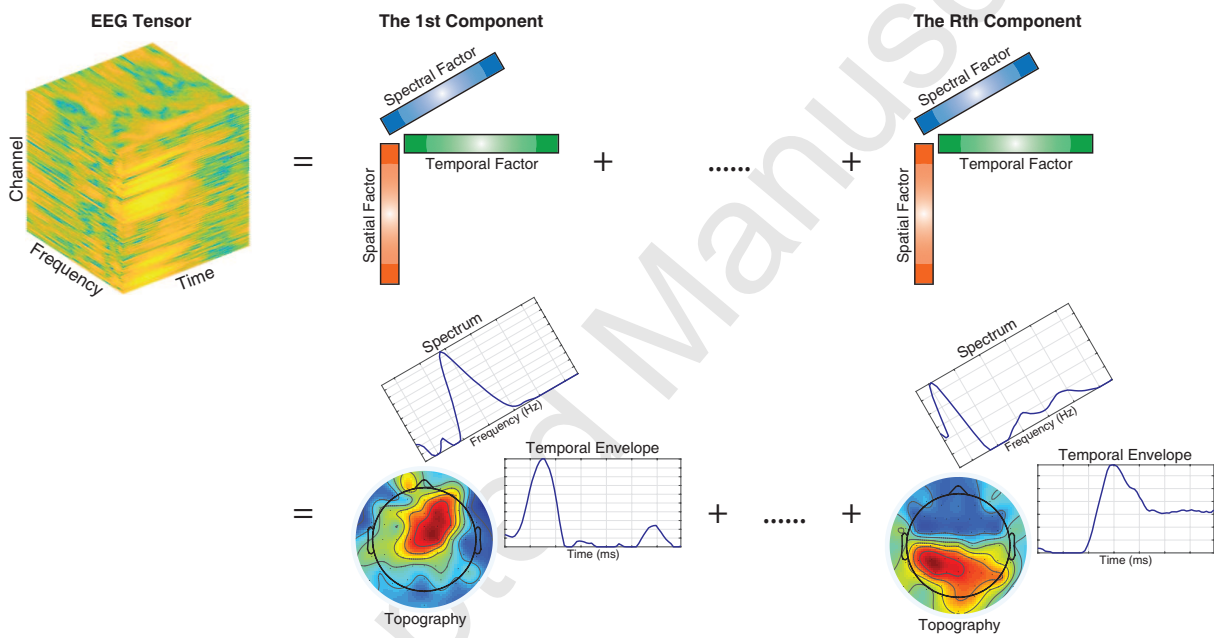 EEG Tensor
The 1st Component
The Rth Component
Channel
Frequency
Time
=
Spectral Factor
Temporal Factor
Spatial Factor
+
......
+
Spectral Factor
Temporal Factor
Spatial Factor
=
Spectrum
Frequency (Hz)
Temporal Envelope
Time (ms)
Topography
+
......
+
Spectrum
Frequency (Hz)
Temporal Envelope
Time (ms)
Topography
pted Manus